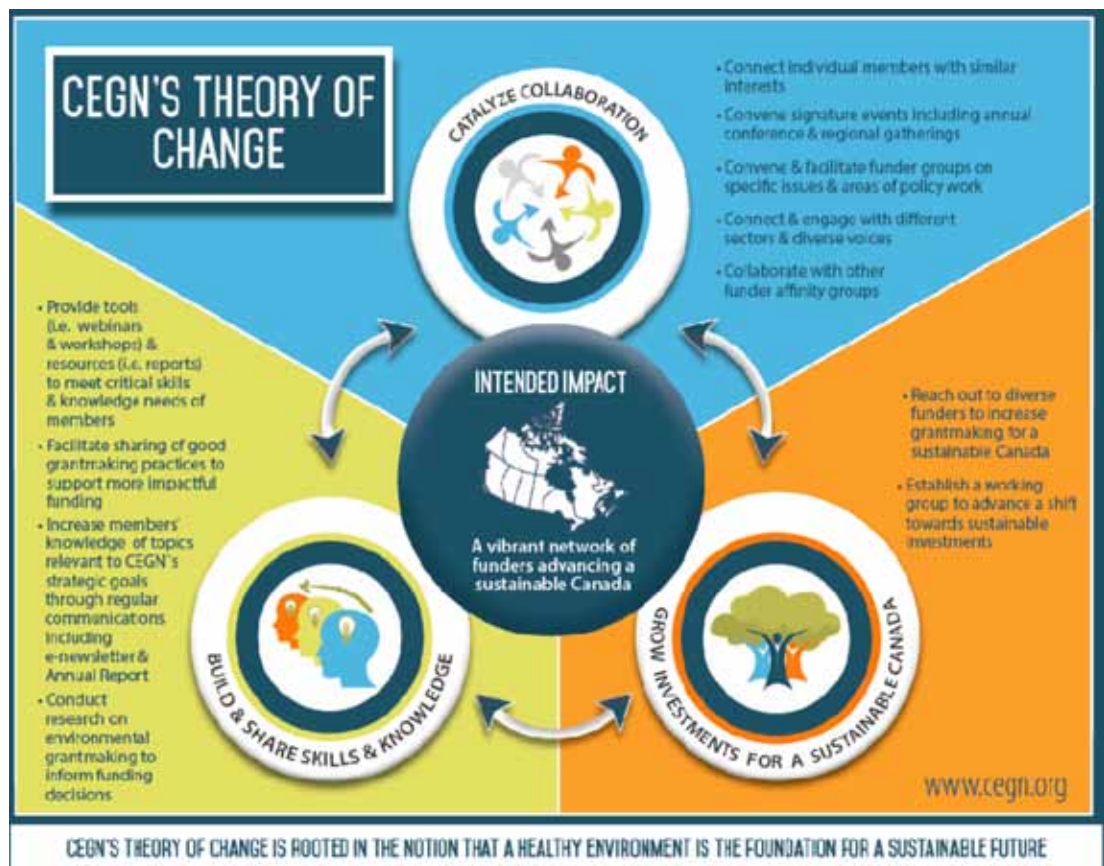 CEGN'S THEORY OF
CHANGE
CATALYZE COLLABORATION
• Connect individual members with similar
interests
• Convene signature events including annual
conference & regional gatherings
• Convene & facilitate funder groups on
specific issues & areas of policy work
• Connect & engage with different
sectors & diverse voices
• Collaborate with other
funder affinity groups
• Provide tools
(i.e. webinars
& workshops) &
resources (i.e. reports)
to meet critical skills
& knowledge needs of
members
• Facilitate sharing of good
grantmaking practices to
support more impactful
funding
• Increase members'
knowledge of topics
relevant to CEGN's
strategic goals
through regular
communications
including
e-newsletter &
Annual Report
• Conduct
research on
environmental
grantmaking to
inform funding
decisions
INTENDED IMPACT
A vibrant network of
funders advancing a
sustainable Canada
• Reach out to diverse
funders to increase
grantmaking for a
sustainable Canada
• Establish a working
group to advance a shift
towards sustainable
investments
BUILD & SHARE SKILLS & KNOWLEDGE
GROW INVESTMENTS FOR A SUSTAINABLE CANADA
www.cegn.org
CEGN'S THEORY OF CHANGE IS ROOTED IN THE NOTION THAT A HEALTHY ENVIRONMENT IS THE FOUNDATION FOR A SUSTAINABLE FUTURE